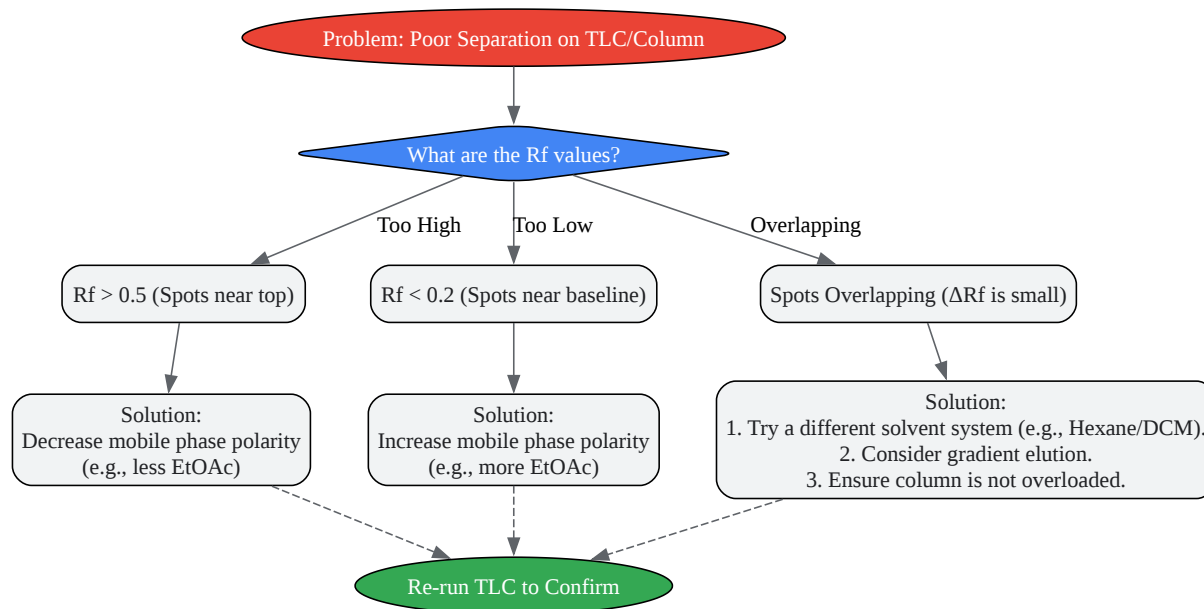 Problem: Poor Separation on TLC/Column
What are the Rf values?
Too High
Too Low
Overlapping
Rf > 0.5 (Spots near top)
Rf < 0.2 (Spots near baseline)
Spots Overlapping (ΔRf is small)
Solution:
Decrease mobile phase polarity
(e.g., less EtOAc)
Solution:
Increase mobile phase polarity
(e.g., more EtOAc)
Solution:
1. Try a different solvent system (e.g., Hexane/DCM).
2. Consider gradient elution.
3. Ensure column is not overloaded.
Re-run TLC to Confirm